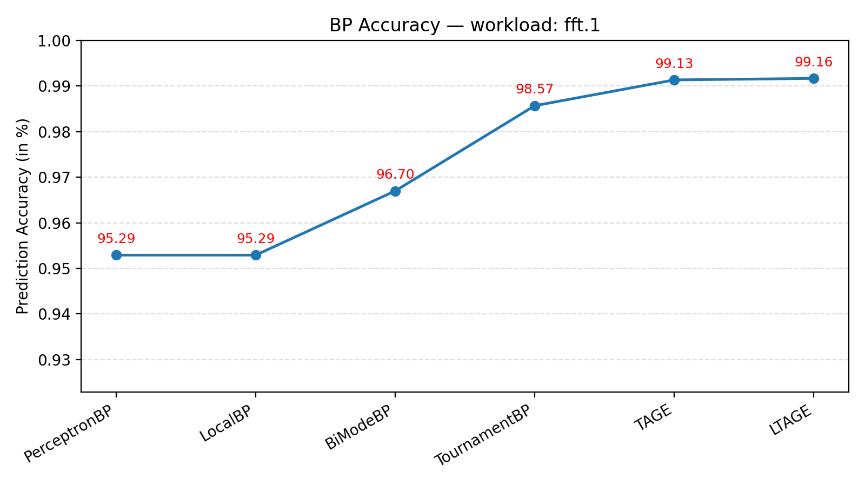 BP Accuracy — workload: fft.1
Prediction Accuracy (in %)
1.00
0.99
0.98
0.97
0.96
0.95
0.94
0.93
95.29
95.29
96.70
98.57
99.13
99.16
PerceptronBP
LocalBP
BiModeBP
TournamentBP
TAGE
LTAGE